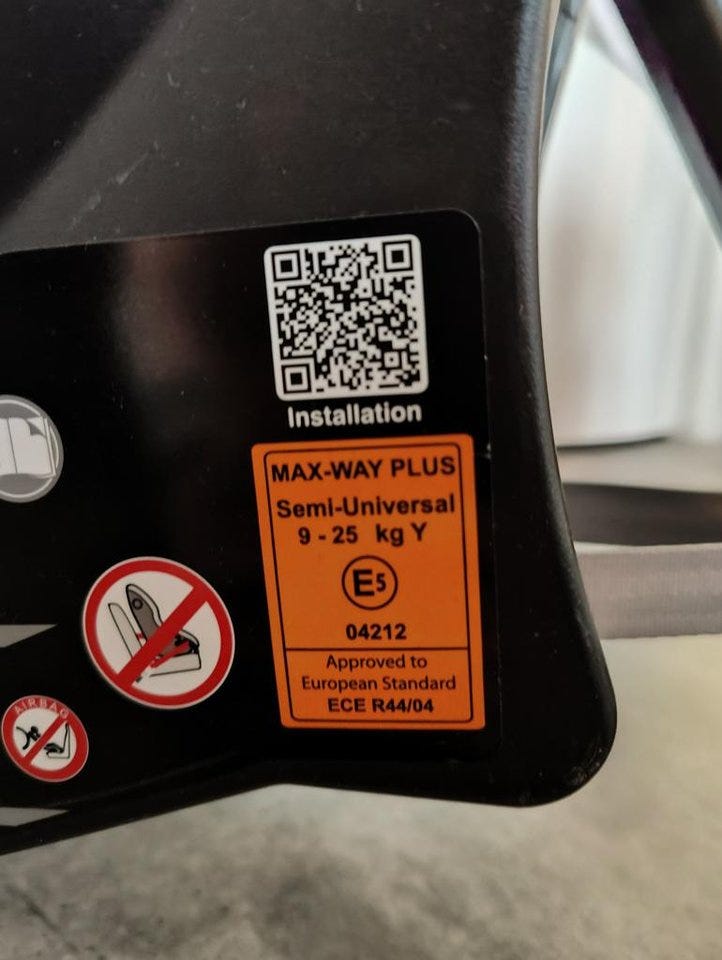 Installation
MAX-WAY PLUS
Semi-Universal
9 - 25 kg Y
E5
04212
Approved to
European Standard
ECE R44/04
AIRBAG